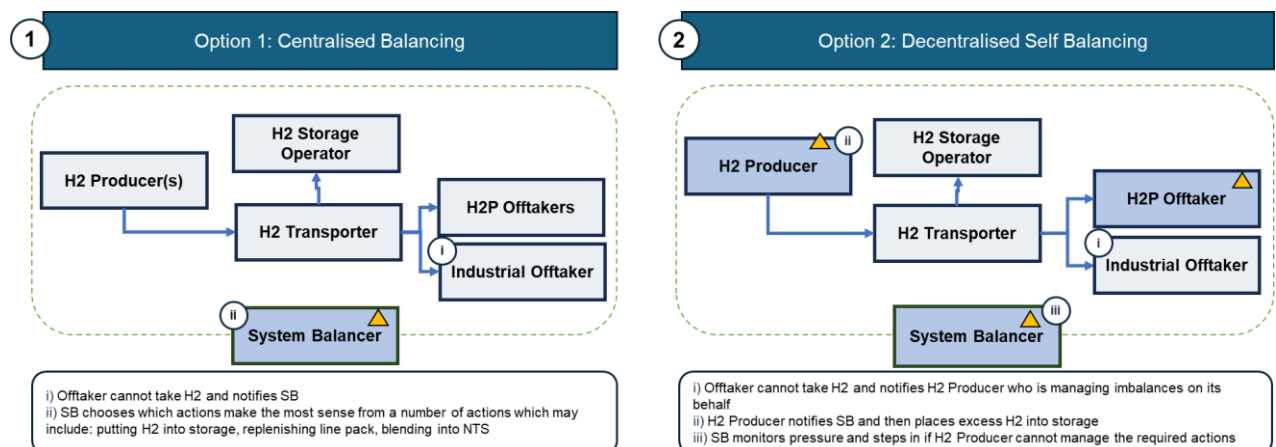 1
Option 1: Centralised Balancing
H2 Storage
Operator
H2 Producer(s)
H2P Offtakers
H2 Transporter
i
Industrial Offtaker
ii
System Balancer
i) Offtaker cannot take H2 and notifies SB
ii) SB chooses which actions make the most sense from a number of actions which may
include: putting H2 into storage, replenishing line pack, blending into NTS
2
Option 2: Decentralised Self Balancing
ii
H2 Producer
H2 Storage
Operator
H2P Offtaker
H2 Transporter
i
Industrial Offtaker
iii
System Balancer
i) Offtaker cannot take H2 and notifies H2 Producer who is managing imbalances on its
behalf
ii) H2 Producer notifies SB and then places excess H2 into storage
iii) SB monitors pressure and steps in if H2 Producer cannot manage the required actions